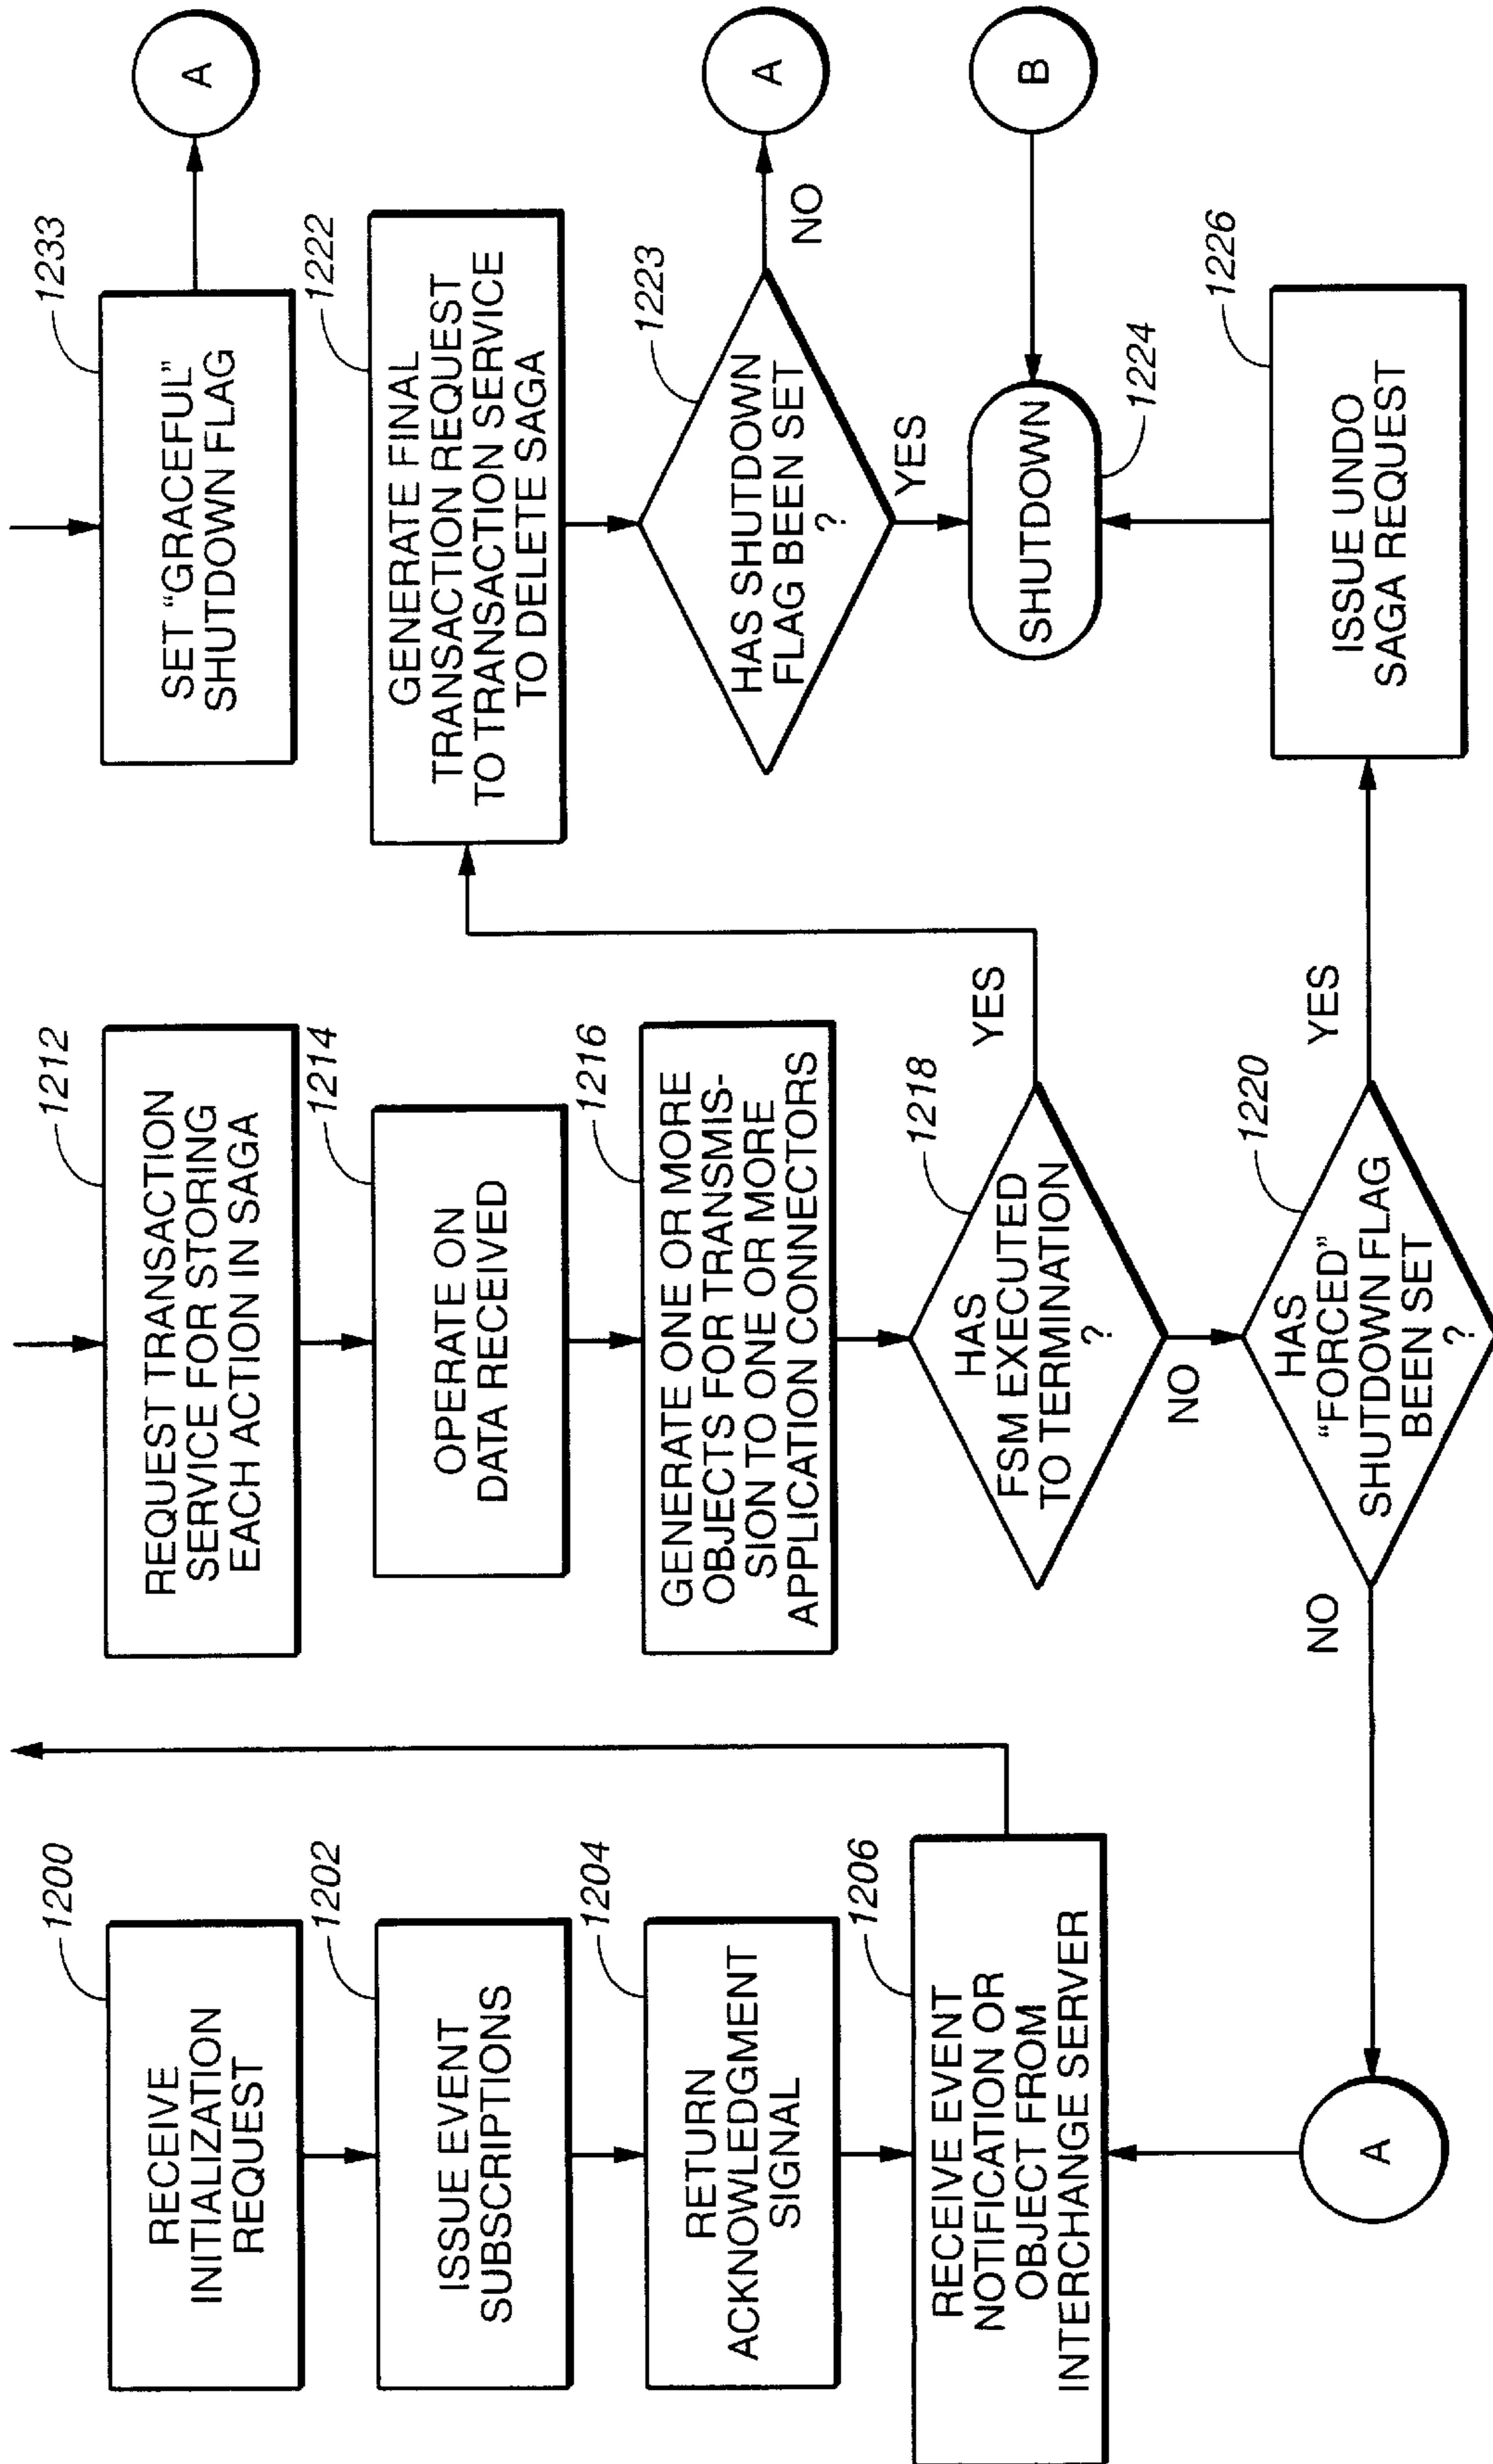 1200
RECEIVE
INITIALIZATION
REQUEST
1202
ISSUE EVENT
SUBSCRIPTIONS
1204
RETURN
ACKNOWLEDGMENT
SIGNAL
1206
RECEIVE EVENT
NOTIFICATION OR
OBJECT FROM
INTERCHANGE SERVER
A
1212
REQUEST TRANSACTION
SERVICE FOR STORING
EACH ACTION IN SAGA
1214
OPERATE ON
DATA RECEIVED
1216
GENERATE ONE OR MORE
OBJECTS FOR TRANSMIS-
SION TO ONE OR MORE
APPLICATION CONNECTORS
1218
HAS
FSM EXECUTED
TO TERMINATION
?
YES
NO
1220
HAS
“FORCED”
SHUTDOWN FLAG
BEEN SET
?
NO
YES
1233
SET “GRACEFUL”
SHUTDOWN FLAG
A
1222
GENERATE FINAL
TRANSACTION REQUEST
TO TRANSACTION SERVICE
TO DELETE SAGA
1223
HAS SHUTDOWN
FLAG BEEN SET
?
NO
A
YES
SHUTDOWN
1224
B
1226
ISSUE UNDO
SAGA REQUEST